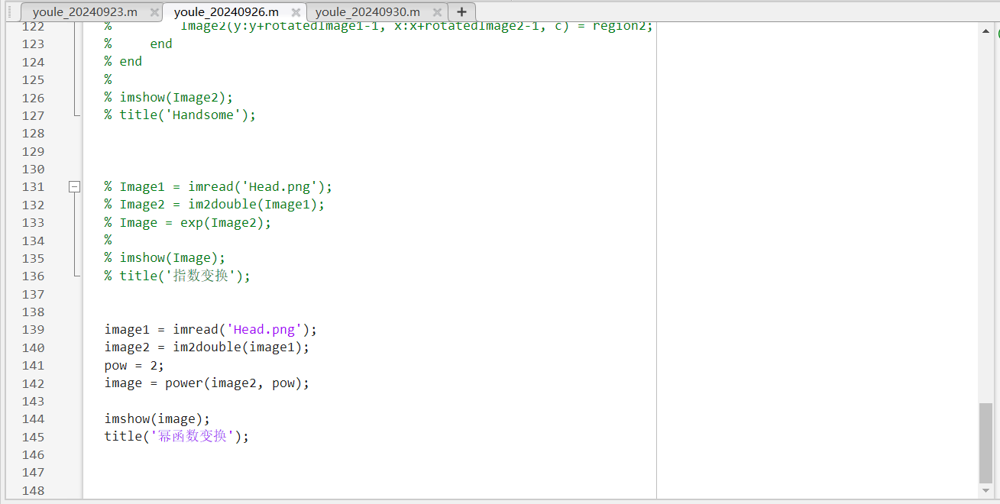 youle_20240923.m youle_20240926.m youle_20240930.m +
122 % Image2(y:y+rotatedImage1-1, x:x+rotatedImage2-1, c) = region2;
123 % end
124 % end
125 %
126 % imshow(Image2);
127 % title('Handsome');
128
129
130
131 % Image1 = imread('Head.png');
132 % Image2 = im2double(Image1);
133 % Image = exp(Image2);
134 %
135 % imshow(Image);
136 % title('指数变换');
137
138
139 image1 = imread('Head.png');
140 image2 = im2double(image1);
141 pow = 2;
142 image = power(image2, pow);
143
144 imshow(image);
145 title('幂函数变换');
146
147
148